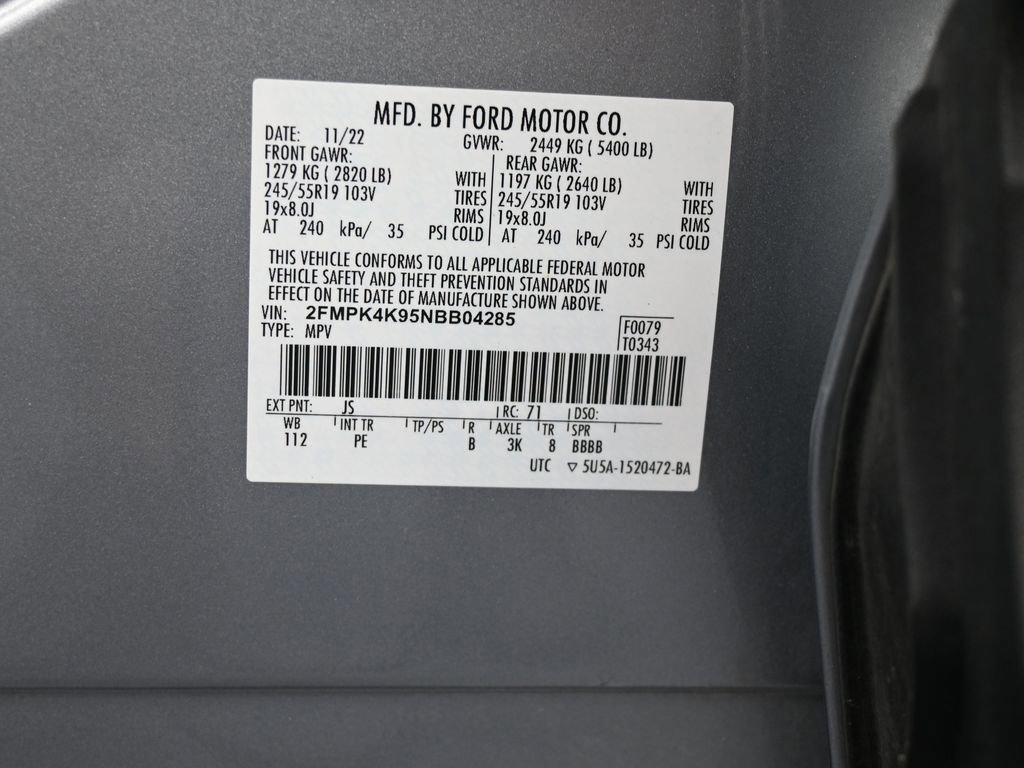 MFD. BY FORD MOTOR CO.
DATE: 11/22 GVWR: 2449 KG ( 5400 LB)
FRONT GAWR: REAR GAWR:
1279 KG ( 2820 LB) WITH 1197 KG ( 2640 LB) WITH
245/55R19 103V TIRES 245/55R19 103V TIRES
19x8.0J RIMS 19x8.0J RIMS
AT 240 kPa/ 35 PSI COLD AT 240 kPa/ 35 PSI COLD
THIS VEHICLE CONFORMS TO ALL APPLICABLE FEDERAL MOTOR
VEHICLE SAFETY AND THEFT PREVENTION STANDARDS IN
EFFECT ON THE DATE OF MANUFACTURE SHOWN ABOVE.
VIN: 2FMPK4K95NBB04285 F0079
TYPE: MPV T0343
EXT PNT: JS RC: 71 DSO:
WB INT TR TP/PS R AXLE TR SPR
112 PE B 3K 8 BBBB
UTC ▽ 5U5A-1520472-BA